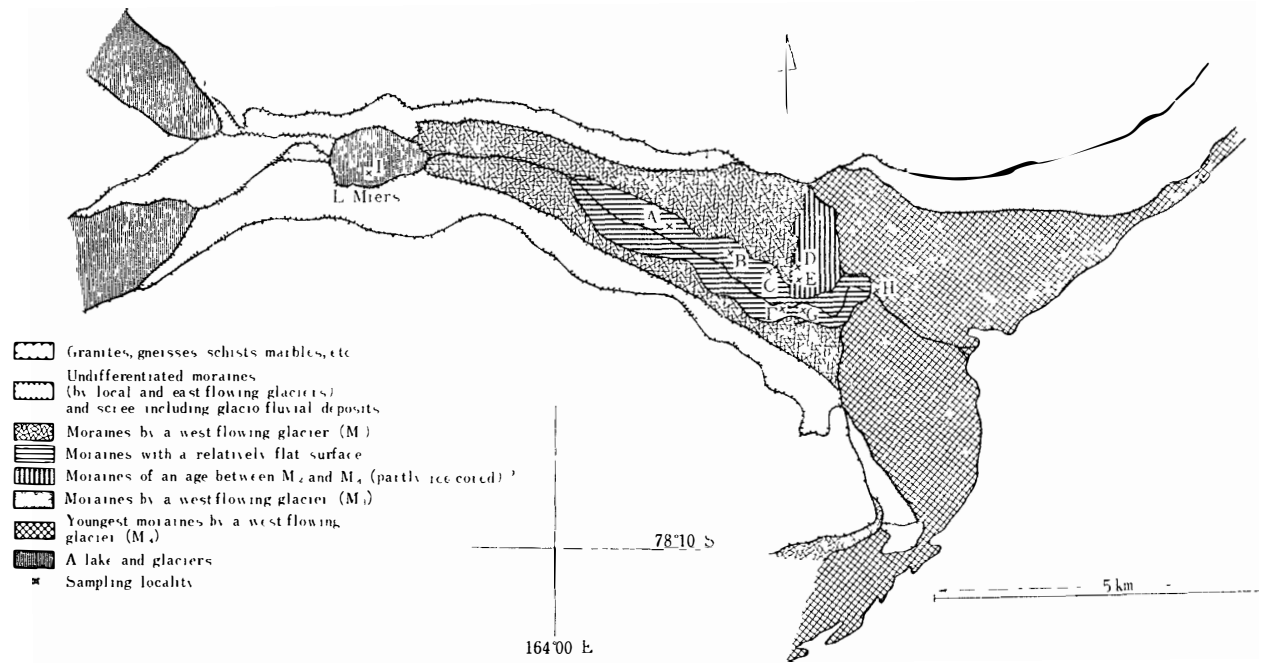 I
L Miers
A
B
D
E
C
H
G
Granites, gneisses schists marbles, etc
Undifferentiated moraines
(by local and east flowing glaciers)
and scree including glacio fluvial deposits
Moraines by a west flowing glacier (M )
Moraines with a relatively flat surface
Moraines of an age between M and M₄ (partly ice cored) ?
Moraines by a west flowing glacier (M )
Youngest moraines by a west flowing
glacier (M₄)
A lake and glaciers
Sampling locality
78°10 S
5 km
164°00 E